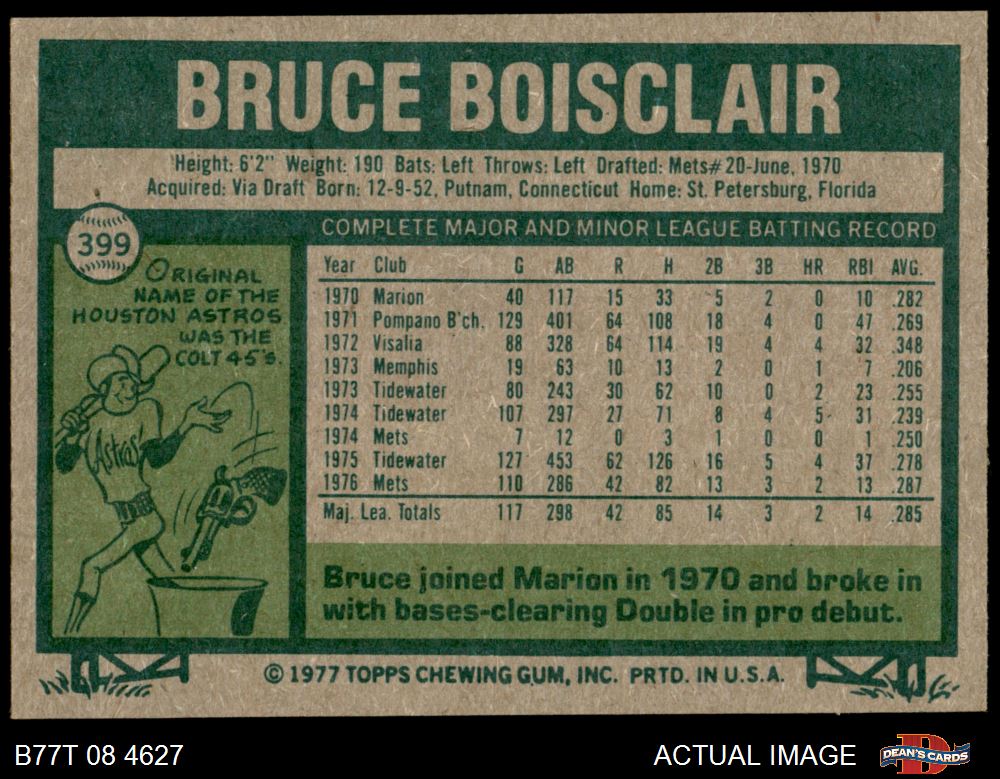 BRUCE BOISCLAIR
Height: 6'2" Weight: 190 Bats: Left Throws: Left Drafted: Mets#20-June, 1970
Acquired: Via Draft Born: 12-9-52, Putnam, Connecticut Home: St. Petersburg, Florida
399
ORIGINAL
NAME OF THE
HOUSTON ASTROS
WAS THE
COLT 45'S.
Astros
COMPLETE MAJOR AND MINOR LEAGUE BATTING RECORD
Year Club G AB R H 2B 3B HR RBI AVG.
1970 Marion 40 117 15 33 5 2 0 10 .282
1971 Pompano B'ch. 129 401 64 108 18 4 0 47 .269
1972 Visalia 88 328 64 114 19 4 4 32 .348
1973 Memphis 19 63 10 13 2 0 1 7 .206
1973 Tidewater 80 243 30 62 10 0 2 23 .255
1974 Tidewater 107 297 27 71 8 4 5 31 .239
1974 Mets 7 12 0 3 1 0 0 1 .250
1975 Tidewater 127 453 62 126 16 5 4 37 .278
1976 Mets 110 286 42 82 13 3 2 13 .287
Maj. Lea. Totals 117 298 42 85 14 3 2 14 .285
Bruce joined Marion in 1970 and broke in
with bases-clearing Double in pro debut.
© 1977 TOPPS CHEWING GUM, INC. PRTD. IN U.S.A.
B77T 08 4627
ACTUAL IMAGE
DEAN'S CARDS